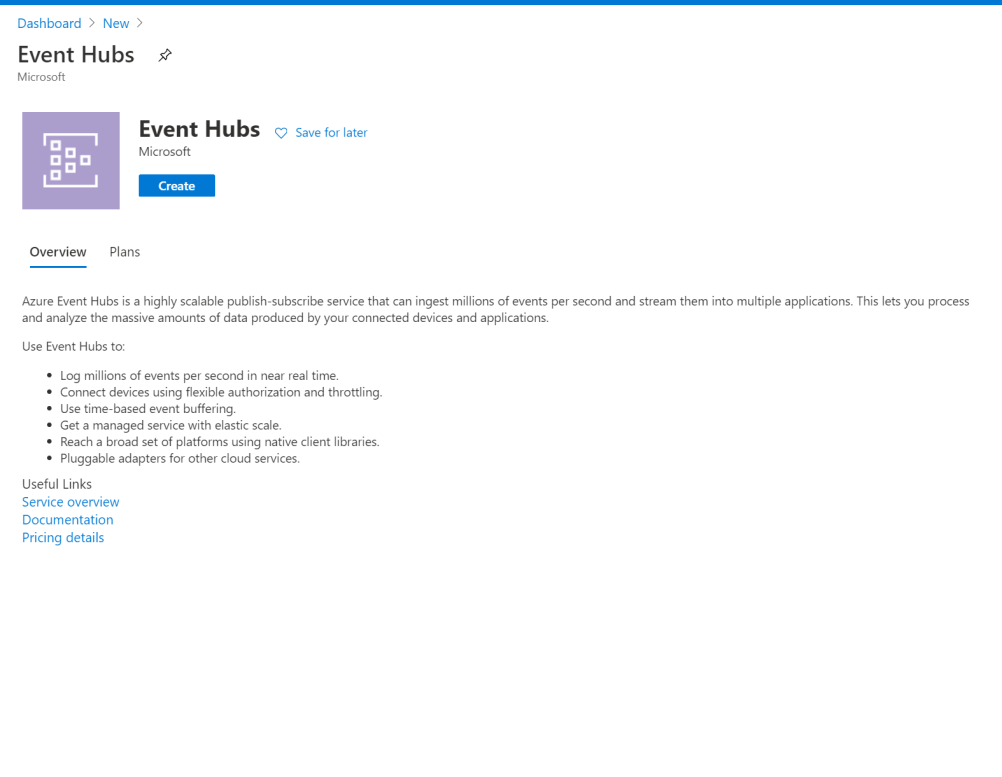 Dashboard > New >
Event Hubs
Microsoft
Event Hubs Save for later
Microsoft
Create
Overview Plans
Azure Event Hubs is a highly scalable publish-subscribe service that can ingest millions of events per second and stream them into multiple applications. This lets you process
and analyze the massive amounts of data produced by your connected devices and applications.
Use Event Hubs to:
• Log millions of events per second in near real time.
• Connect devices using flexible authorization and throttling.
• Use time-based event buffering.
• Get a managed service with elastic scale.
• Reach a broad set of platforms using native client libraries.
• Pluggable adapters for other cloud services.
Useful Links
Service overview
Documentation
Pricing details